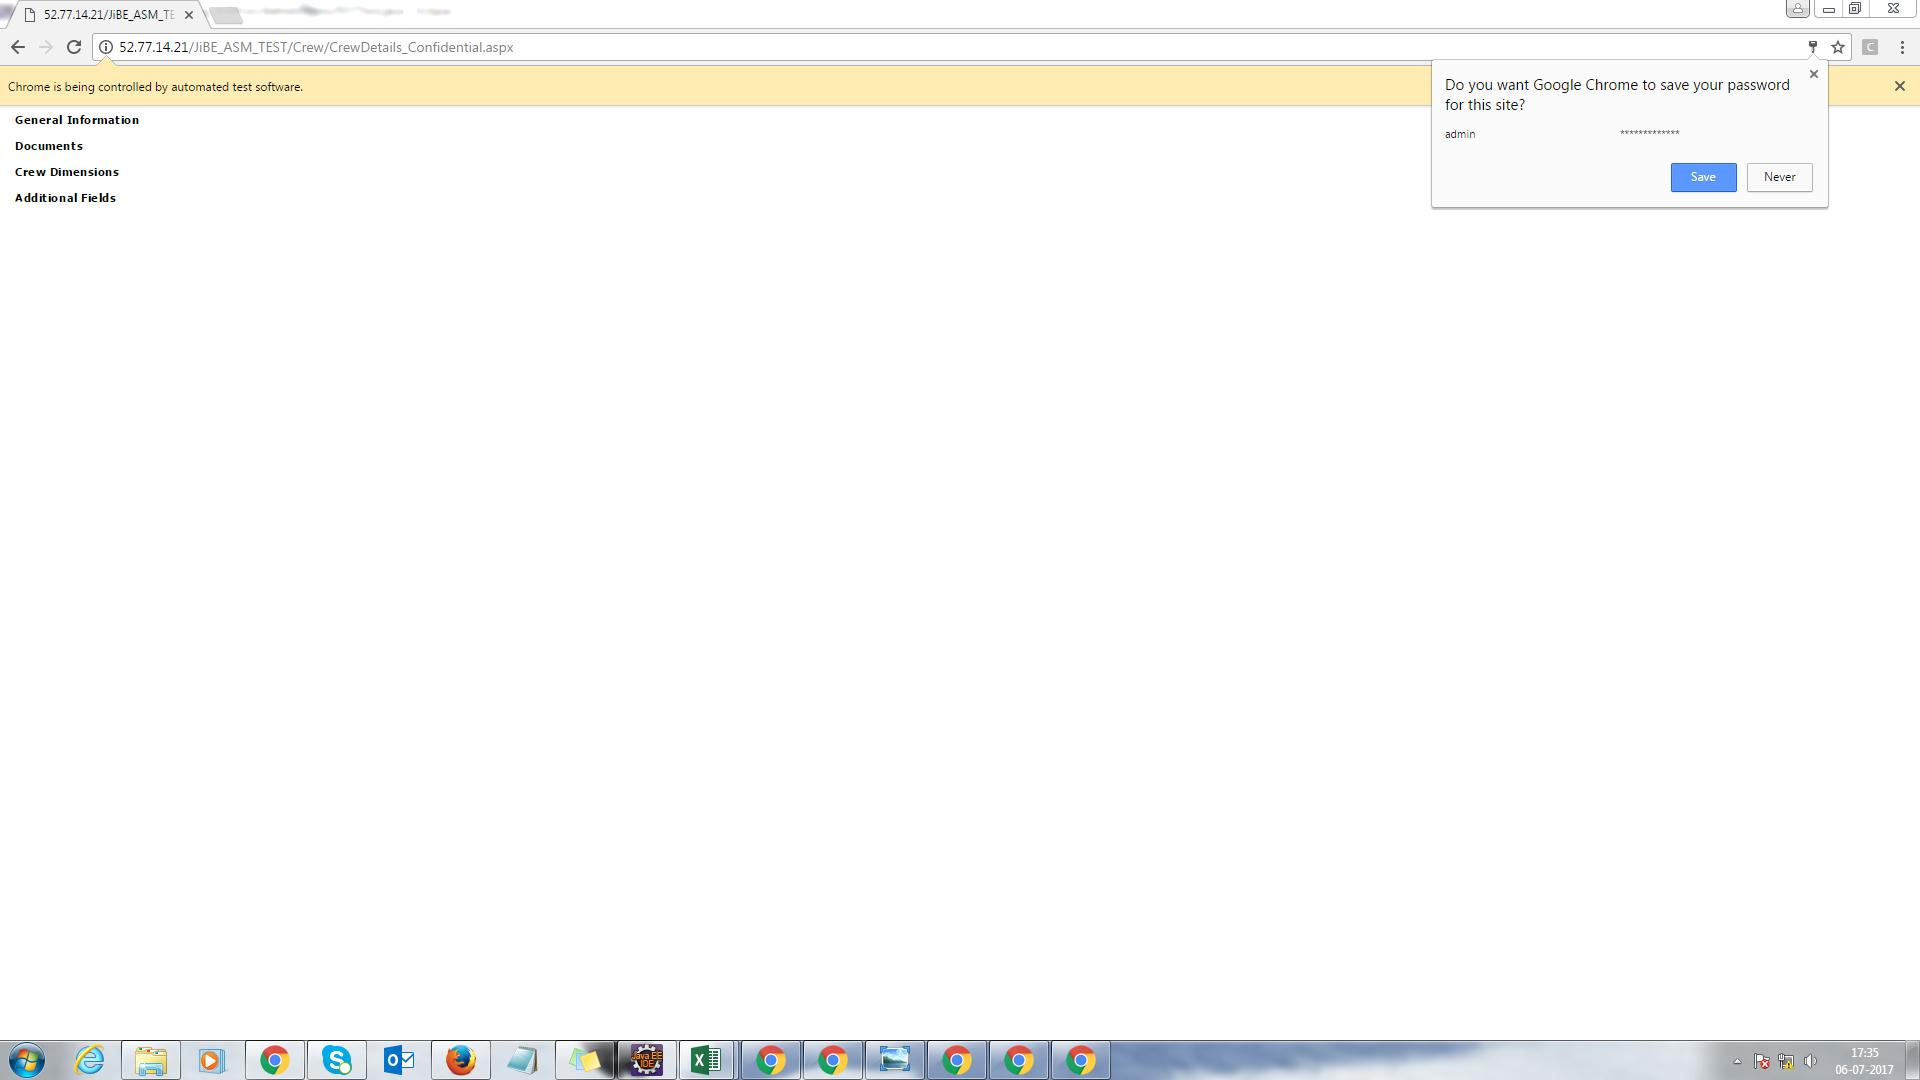 52.77.14.21/JiBE_ASM_TE
52.77.14.21/JiBE_ASM_TEST/Crew/CrewDetails_Confidential.aspx
C
Chrome is being controlled by automated test software.
Do you want Google Chrome to save your password
for this site?
admin
*************
Save
Never
General Information
Documents
Crew Dimensions
Additional Fields
Java EE
IDE
17:35
06-07-2017